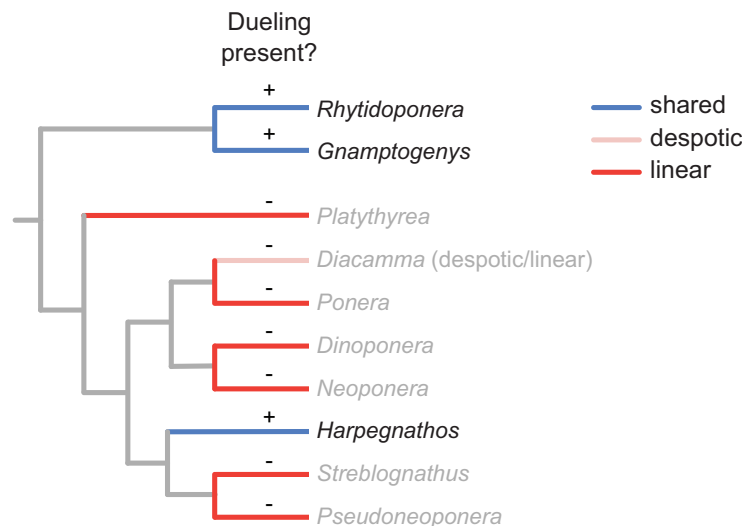 Dueling
present?
+
Rhytidoponera
+
Gnamptogenys
-
Platythyrea
-
Diacamma (despotic/linear)
-
Ponera
-
Dinoponera
-
Neoponera
+
Harpegnathos
-
Streblognathus
-
Pseudoneoponera
shared
despotic
linear